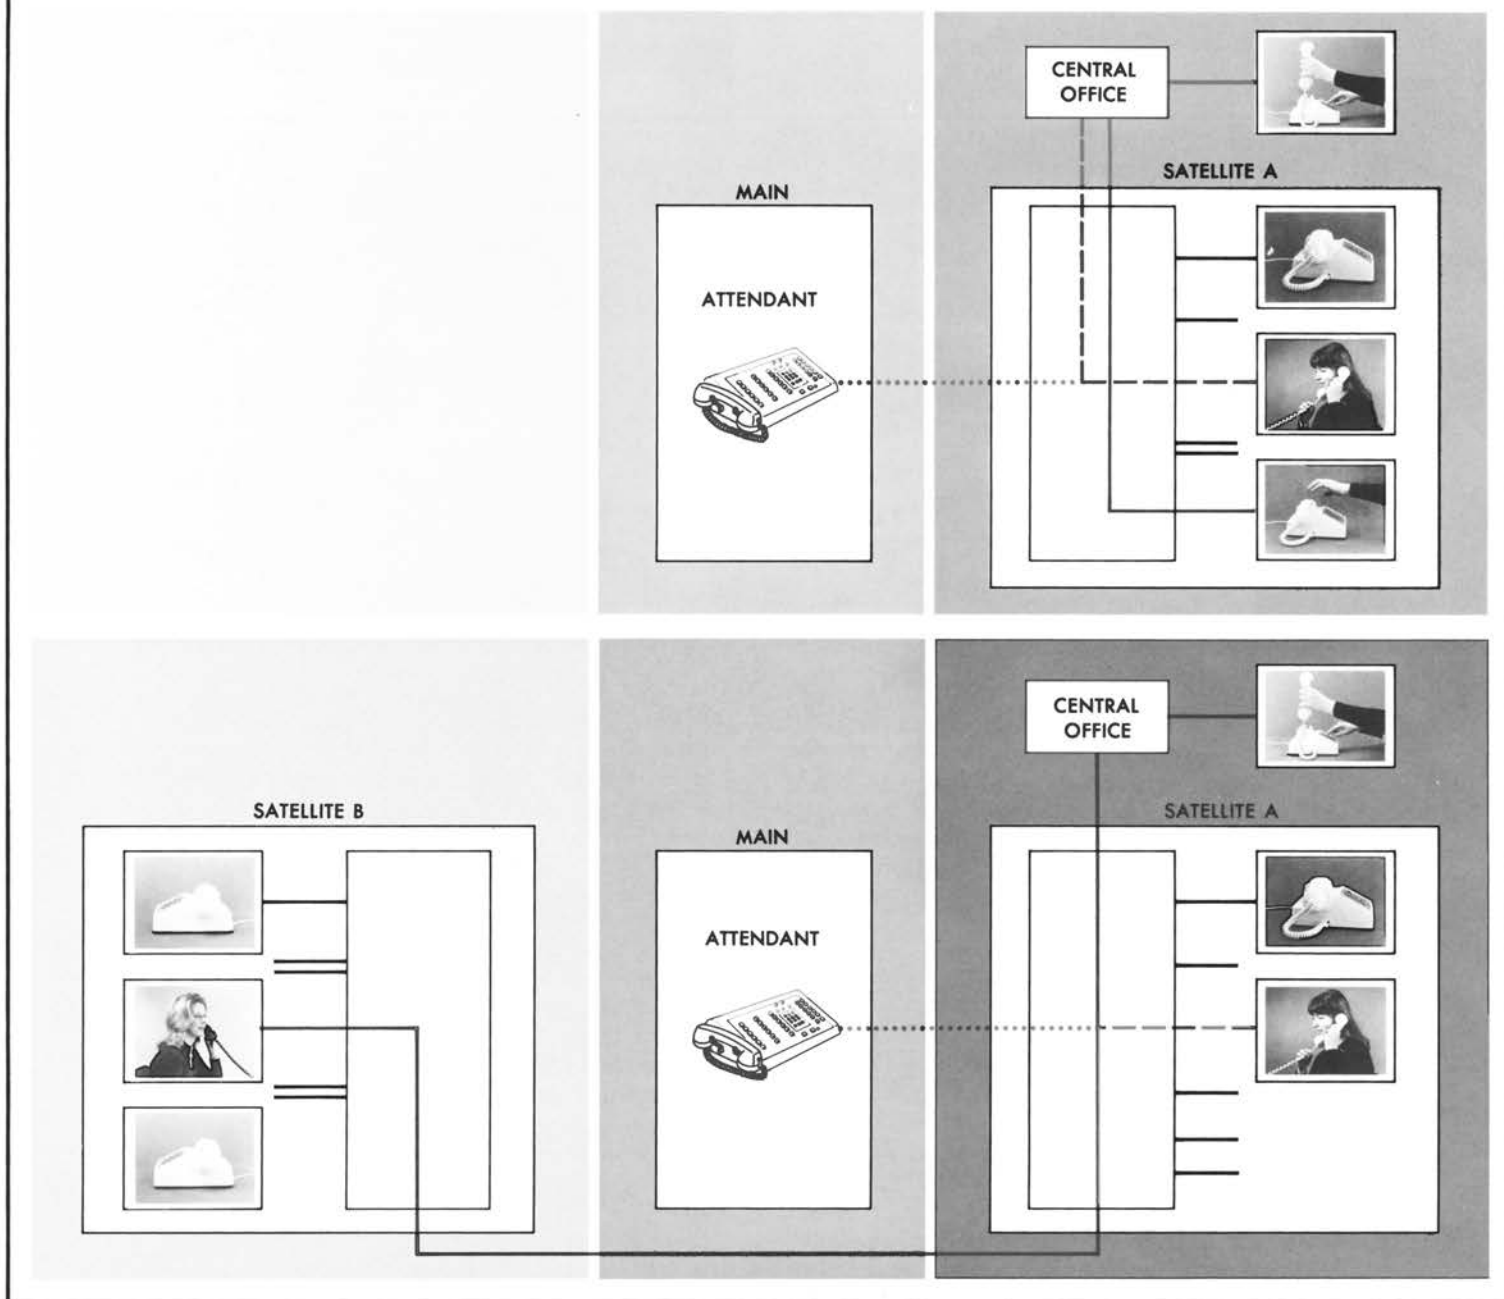 CENTRAL
OFFICE
SATELLITE A
MAIN
ATTENDANT
CENTRAL
OFFICE
SATELLITE B
SATELLITE A
MAIN
ATTENDANT